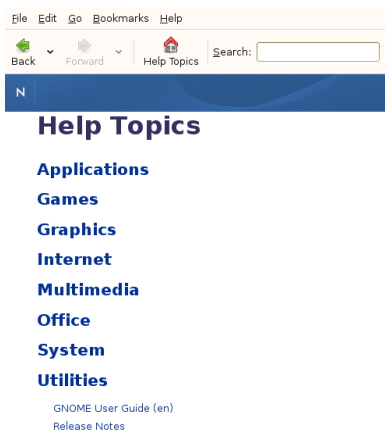 File Edit Go Bookmarks Help
Back Forward Help Topics Search:
N
Help Topics
Applications
Games
Graphics
Internet
Multimedia
Office
System
Utilities
GNOME User Guide (en)
Release Notes